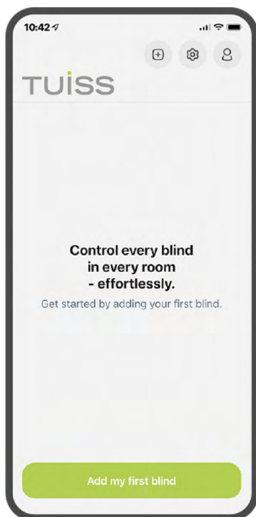 10:42
TUiSS
Control every blind
in every room
- effortlessly.
Get started by adding your first blind.
Add my first blind